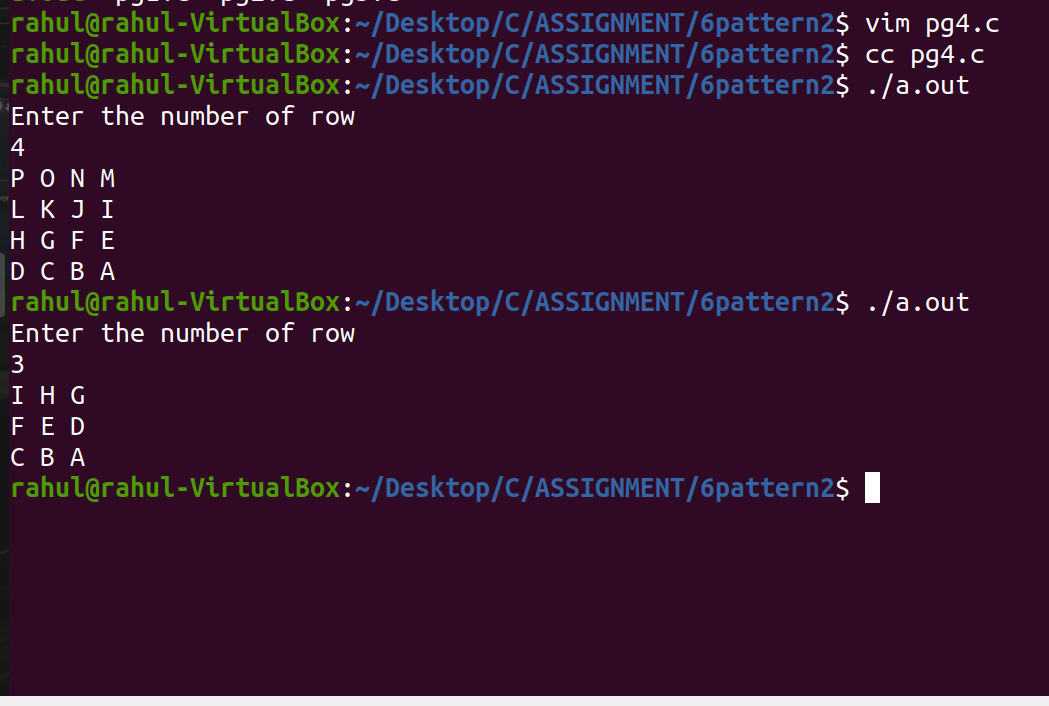 rahul@rahul-VirtualBox:~/Desktop/C/ASSIGNMENT/6pattern2$ vim pg4.c
rahul@rahul-VirtualBox:~/Desktop/C/ASSIGNMENT/6pattern2$ cc pg4.c
rahul@rahul-VirtualBox:~/Desktop/C/ASSIGNMENT/6pattern2$ ./a.out
Enter the number of row
4
P O N M
L K J I
H G F E
D C B A
rahul@rahul-VirtualBox:~/Desktop/C/ASSIGNMENT/6pattern2$ ./a.out
Enter the number of row
3
I H G
F E D
C B A
rahul@rahul-VirtualBox:~/Desktop/C/ASSIGNMENT/6pattern2$